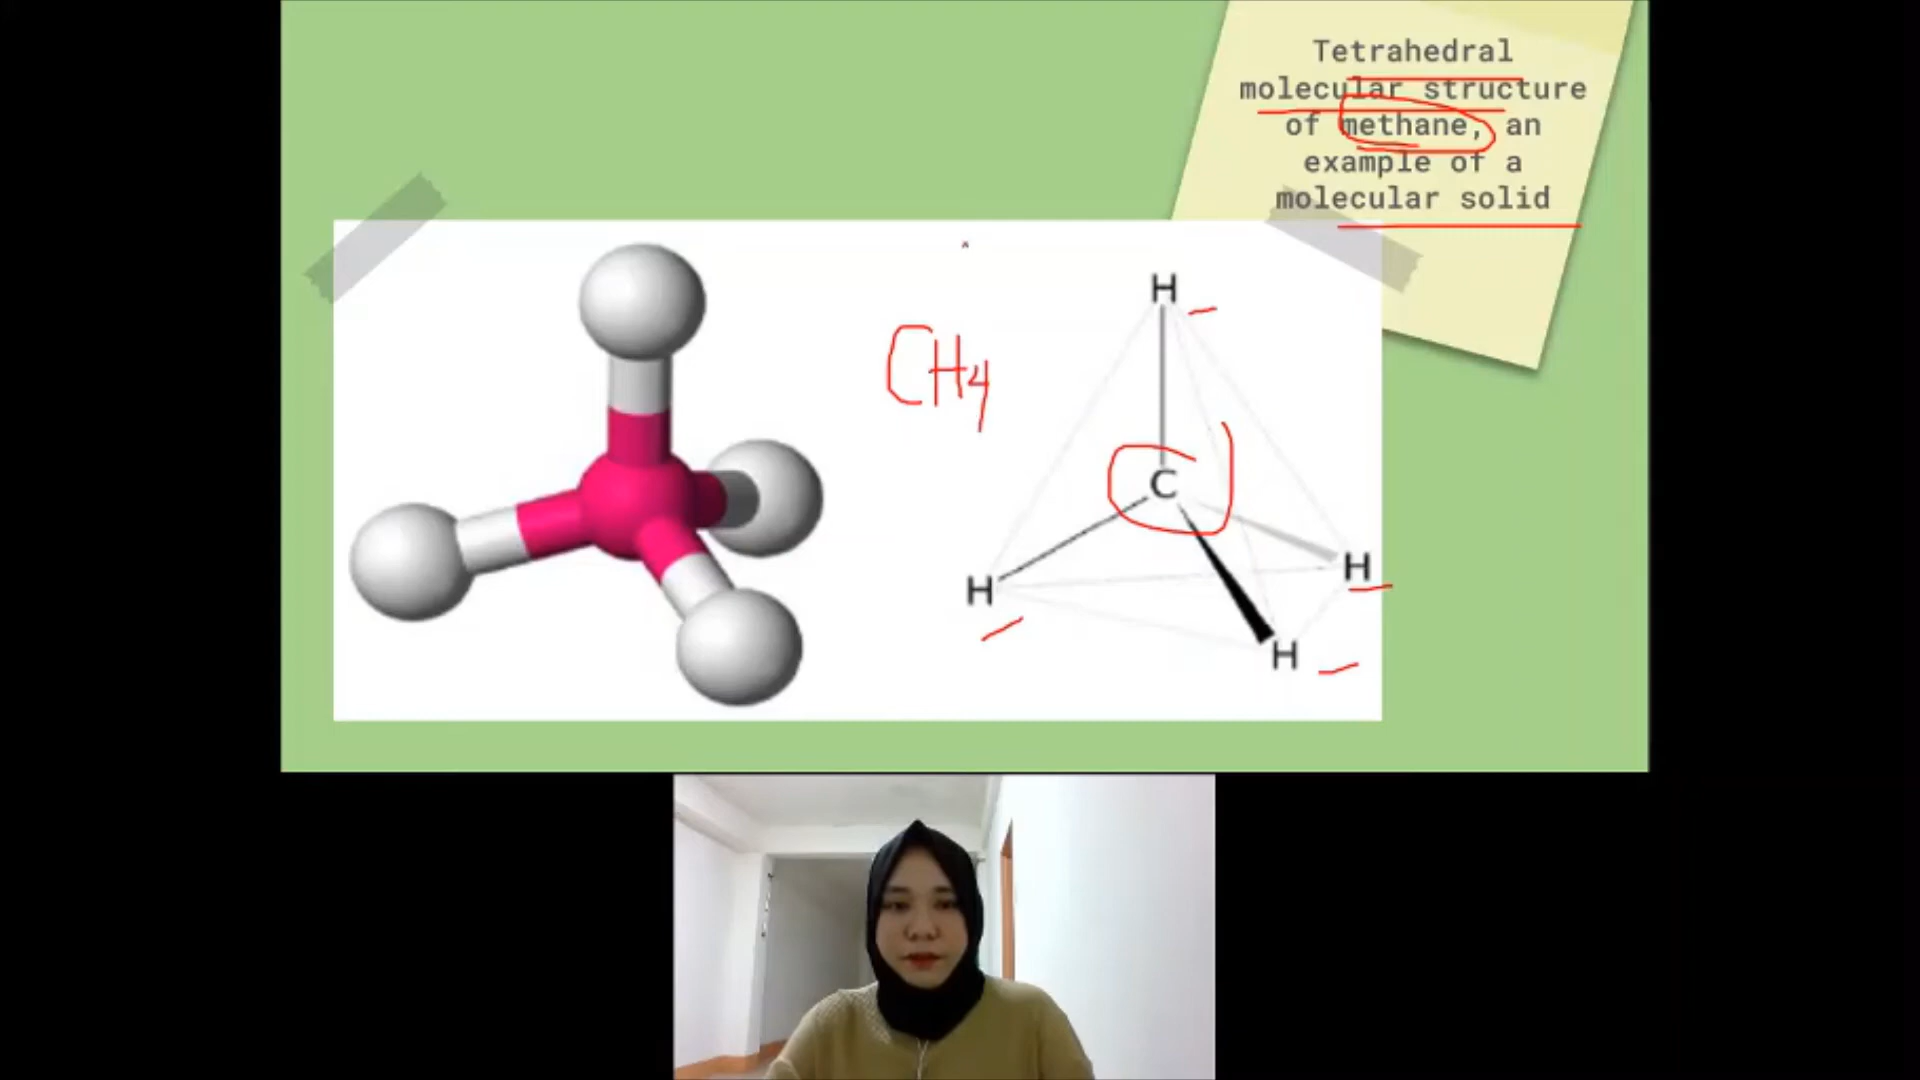 Tetrahedral
molecular structure
of methane, an
example of a
molecular solid
H
CH4
C
H
H
H